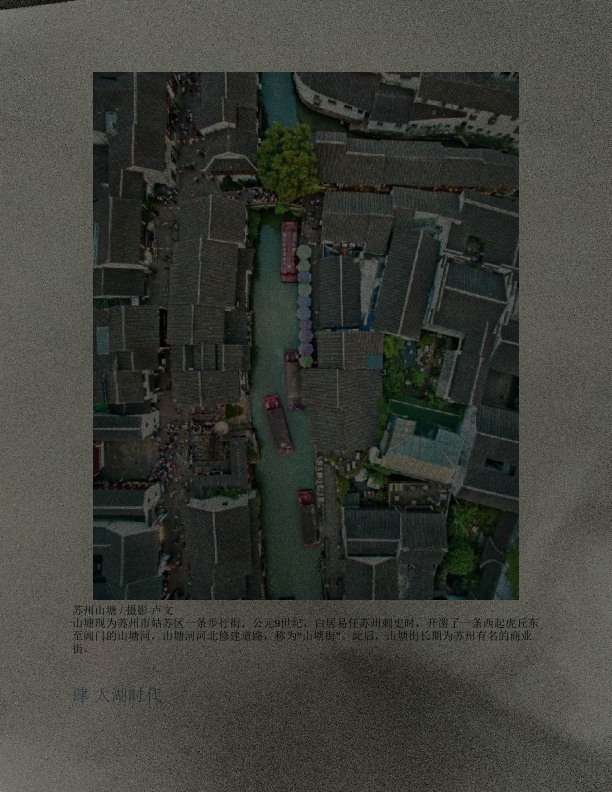 苏州山塘 / 摄影 卢文
山塘现为苏州市姑苏区一条步行街。公元9世纪，白居易任苏州刺史时，开凿了一条西起虎丘东
至阊门的山塘河，山塘河河北修建道路，称为“山塘街”。此后，山塘街长期为苏州有名的商业
街。
肆 太湖时代